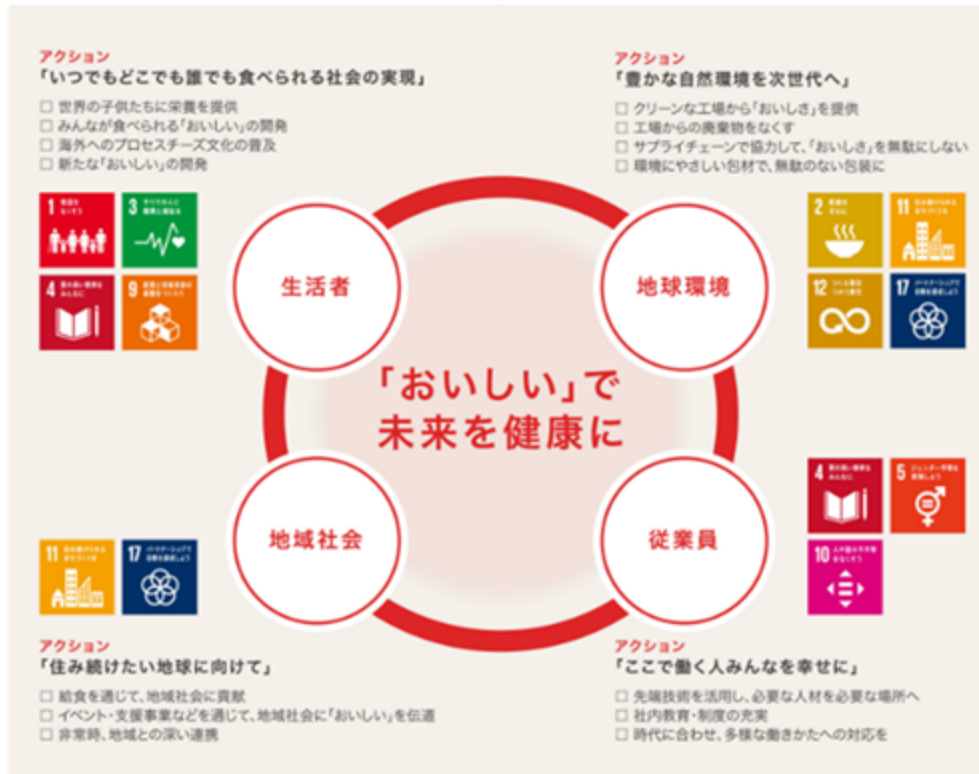 アクション
「いつでもどこでも誰でも食べられる社会の実現」
□ 世界の子供たちに栄養を提供
□ みんなが食べられる「おいしい」の開発
□ 海外へのプロセスチーズ文化の普及
□ 新たな「おいしい」の開発
アクション
「豊かな自然環境を次世代へ」
□ クリーンな工場から「おいしさ」を提供
□ 工場からの廃棄物をなくす
□ サプライチェーンで協力して、「おいしさ」を無駄にしない
□ 環境にやさしい包材で、無駄のない包装に
1
3
4
9
2
11
12
17
生活者
地球環境
「おいしい」で
未来を健康に
地域社会
従業員
11
17
4
5
10
アクション
「住み続けたい地球に向けて」
□ 給食を通じて、地域社会に貢献
□ イベント・支援事業などを通じて、地域社会に「おいしい」を伝道
□ 非常時、地域との深い連携
アクション
「ここで働く人みんなを幸せに」
□ 先端技術を活用し、必要な人材を必要な場所へ
□ 社内教育・制度の充実
□ 時代に合わせ、多様な働きかたへの対応を